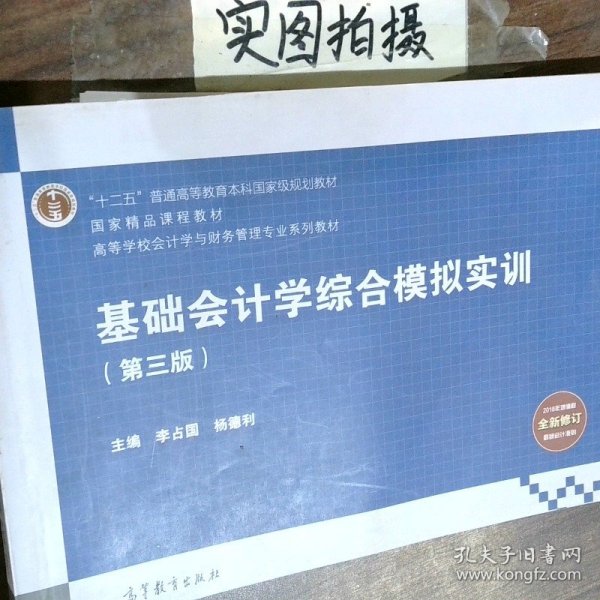 实图拍摄
“十二五”普通高等教育本科国家级规划教材
国家精品课程教材
高等学校会计学与财务管理专业系列教材
十二五
基础会计学综合模拟实训
（第三版）
主编 李占国 杨德利
全新修订
高等教育出版社
孔夫子旧书网
www.kongfz.com